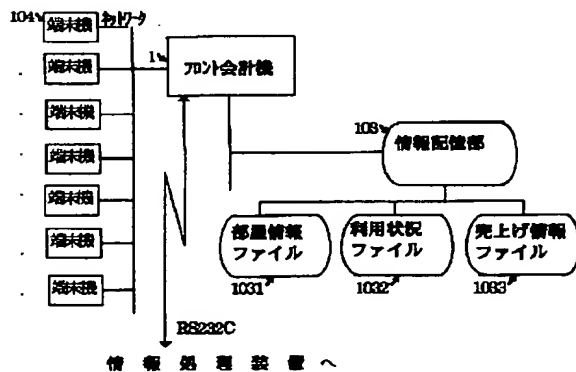 104
端末機
ネットワーク
端末機
端末機
端末機
端末機
端末機
端末機
1
フロント会計機
103
情報記憶部
部屋情報
ファイル
利用状況
ファイル
売上げ情報
ファイル
1031
1032
1033
RS232C
情報処理装置へ